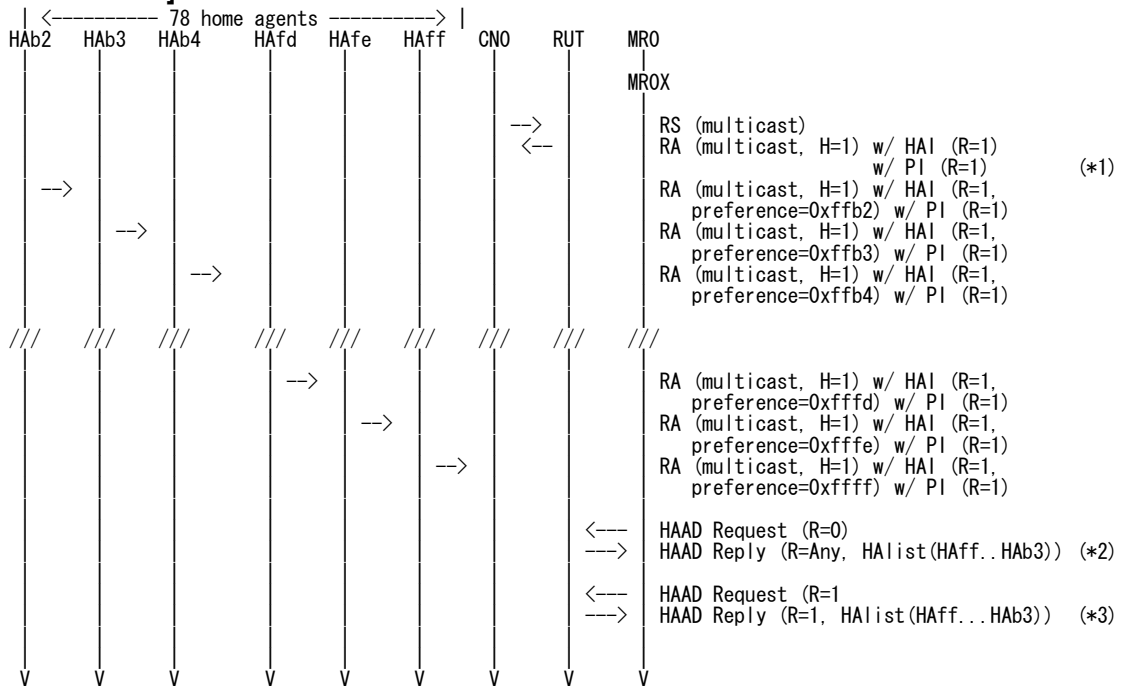 | <---------- 78 home agents ----------> |
HAb2 HAb3 HAb4 HAfd HAfe HAff CNO RUT MRO
MROX
--> RS (multicast)
<-- RA (multicast, H=1) w/ HAI (R=1)
w/ PI (R=1) (*1)
--> RA (multicast, H=1) w/ HAI (R=1,
preference=0xffb2) w/ PI (R=1)
--> RA (multicast, H=1) w/ HAI (R=1,
preference=0xffb3) w/ PI (R=1)
--> RA (multicast, H=1) w/ HAI (R=1,
preference=0xffb4) w/ PI (R=1)
/// /// /// /// /// /// /// /// ///
--> RA (multicast, H=1) w/ HAI (R=1,
preference=0xfffd) w/ PI (R=1)
--> RA (multicast, H=1) w/ HAI (R=1,
preference=0xfffe) w/ PI (R=1)
--> RA (multicast, H=1) w/ HAI (R=1,
preference=0xffff) w/ PI (R=1)
<--- HAAD Request (R=0)
---> HAAD Reply (R=Any, HAlist(HAff..HAb3)) (*2)
<--- HAAD Request (R=1
---> HAAD Reply (R=1, HAlist(HAff...HAb3)) (*3)
V V V V V V V V V